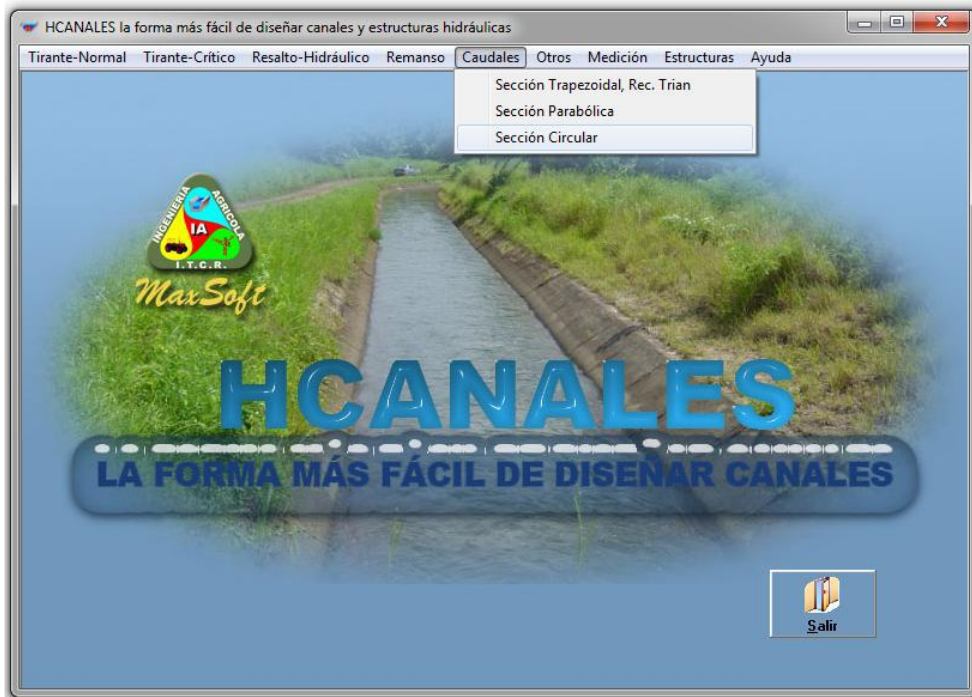 HCANALES la forma más fácil de diseñar canales y estructuras hidráulicas
Tirante-Normal Tirante-Crítico Resalto-Hidráulico Remanso Caudales Otros Medición Estructuras Ayuda
Sección Trapezoidal, Rec. Trian
Sección Parabólica
Sección Circular
INGENIERIA AGRICOLA
IA
I.T.C.R.
MaxSoft
HCANALES
LA FORMA MÁS FÁCIL DE DISEÑAR CANALES
Salir